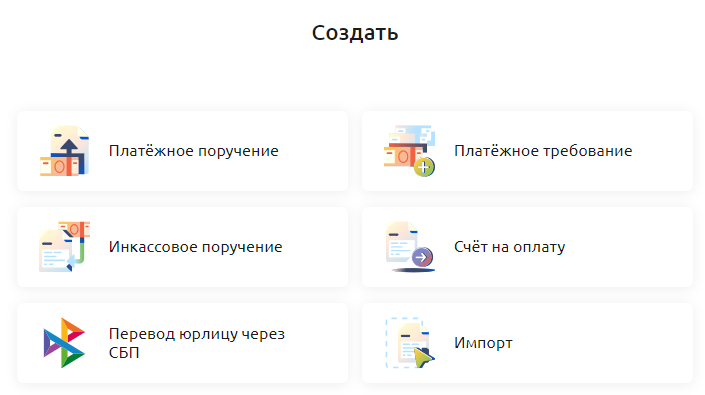 Создать
Платёжное поручение
Платёжное требование
Инкассовое поручение
Счёт на оплату
Перевод юрлицу через
СБП
Импорт